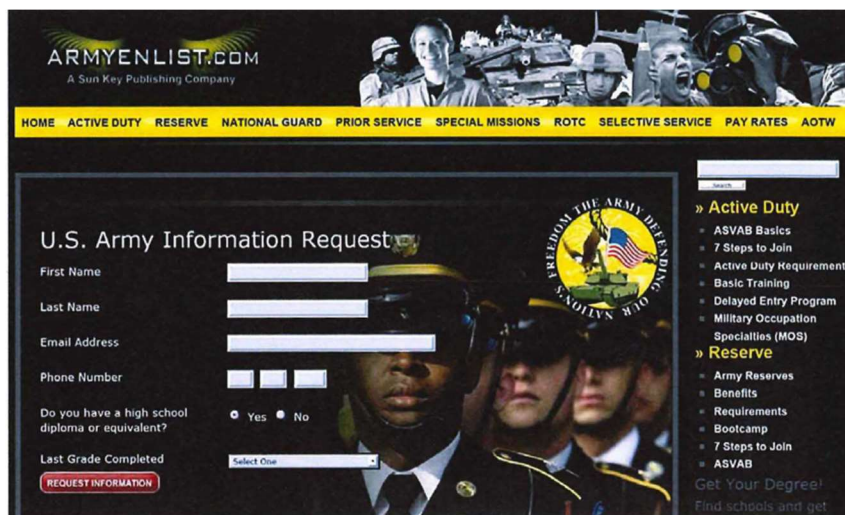 ARMYENLIST.COM
A Sun Key Publishing Company
HOME ACTIVE DUTY RESERVE NATIONAL GUARD PRIOR SERVICE SPECIAL MISSIONS ROTC SELECTIVE SERVICE PAY RATES AOTW
Search
U.S. Army Information Request
First Name
Last Name
Email Address
Phone Number
Do you have a high school
diploma or equivalent?
Yes No
Last Grade Completed
Select One
REQUEST INFORMATION
THE ARMY DEFENDING OUR NATION'S FREEDOM
» Active Duty
ASVAB Basics
7 Steps to Join
Active Duty Requirement
Basic Training
Delayed Entry Program
Military Occupation
Specialties (MOS)
» Reserve
Army Reserves
Benefits
Requirements
Bootcamp
7 Steps to Join
ASVAB
Get Your Degree!
Find schools and get